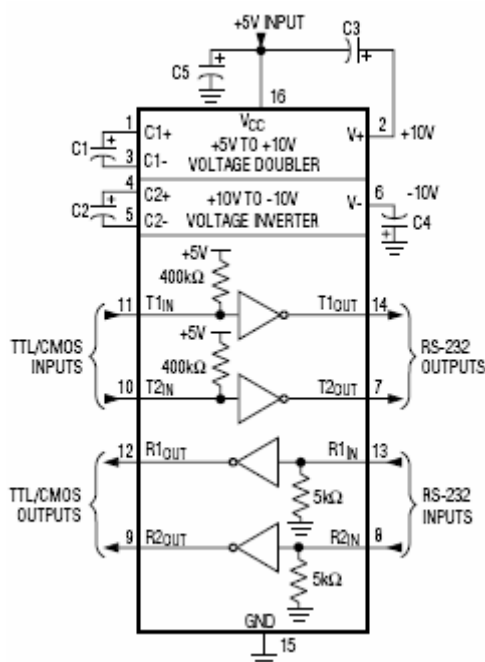 +5V INPUT
C3
C5
+
+
16
1
C1+
VCC
V+
2
+10V
C1
+
+5V TO +10V
VOLTAGE DOUBLER
3
C1-
4
C2+
+10V TO -10V
VOLTAGE INVERTER
V-
6
-10V
C2
+
5
C2-
C4
+
+5V
400kΩ
11
T1IN
T1OUT
14
+5V
TTL/CMOS
INPUTS
RS-232
OUTPUTS
400kΩ
10
T2IN
T2OUT
7
12
R1OUT
R1IN
13
TTL/CMOS
OUTPUTS
5kΩ
RS-232
INPUTS
9
R2OUT
R2IN
8
5kΩ
GND
15